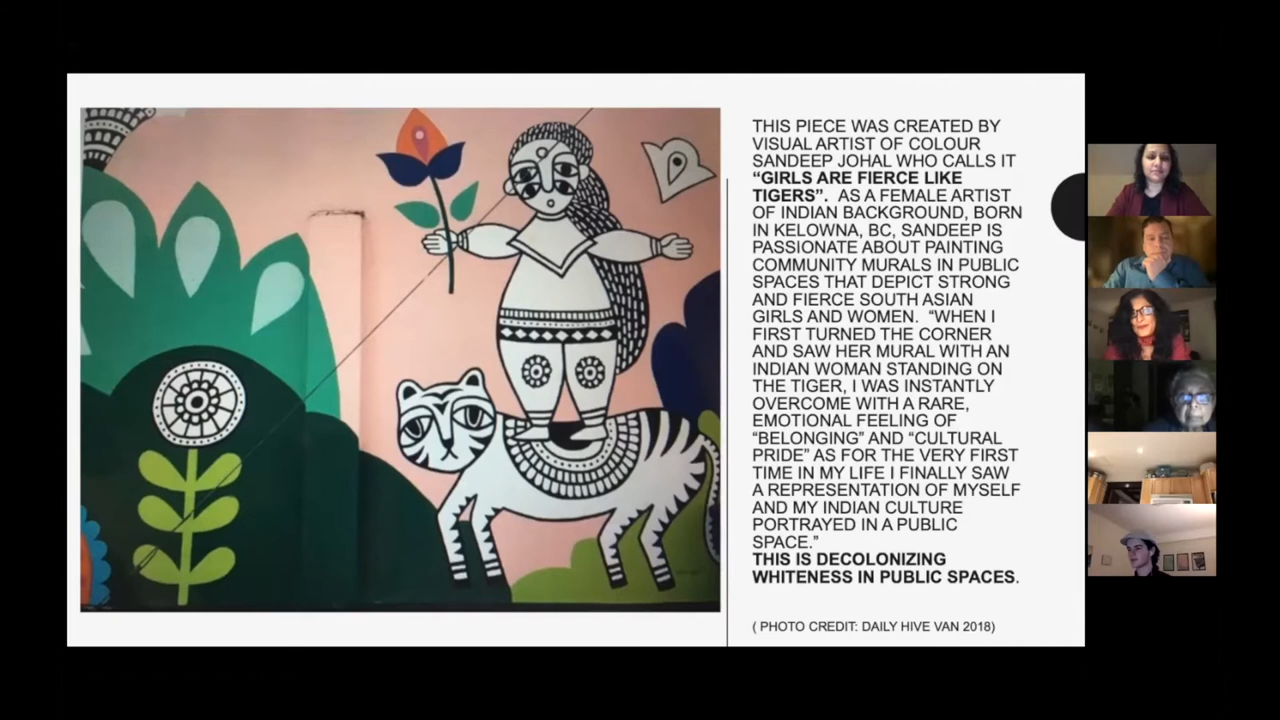 THIS PIECE WAS CREATED BY
VISUAL ARTIST OF COLOUR
SANDEEP JOHAL WHO CALLS IT
“GIRLS ARE FIERCE LIKE
TIGERS”. AS A FEMALE ARTIST
OF INDIAN BACKGROUND, BORN
IN KELOWNA, BC, SANDEEP IS
PASSIONATE ABOUT PAINTING
COMMUNITY MURALS IN PUBLIC
SPACES THAT DEPICT STRONG
AND FIERCE SOUTH ASIAN
GIRLS AND WOMEN. “WHEN I
FIRST TURNED THE CORNER
AND SAW HER MURAL WITH AN
INDIAN WOMAN STANDING ON
THE TIGER, I WAS INSTANTLY
OVERCOME WITH A RARE,
EMOTIONAL FEELING OF
“BELONGING” AND “CULTURAL
PRIDE” AS FOR THE VERY FIRST
TIME IN MY LIFE I FINALLY SAW
A REPRESENTATION OF MYSELF
AND MY INDIAN CULTURE
PORTRAYED IN A PUBLIC
SPACE.”
THIS IS DECOLONIZING
WHITENESS IN PUBLIC SPACES.
( PHOTO CREDIT: DAILY HIVE VAN 2018)